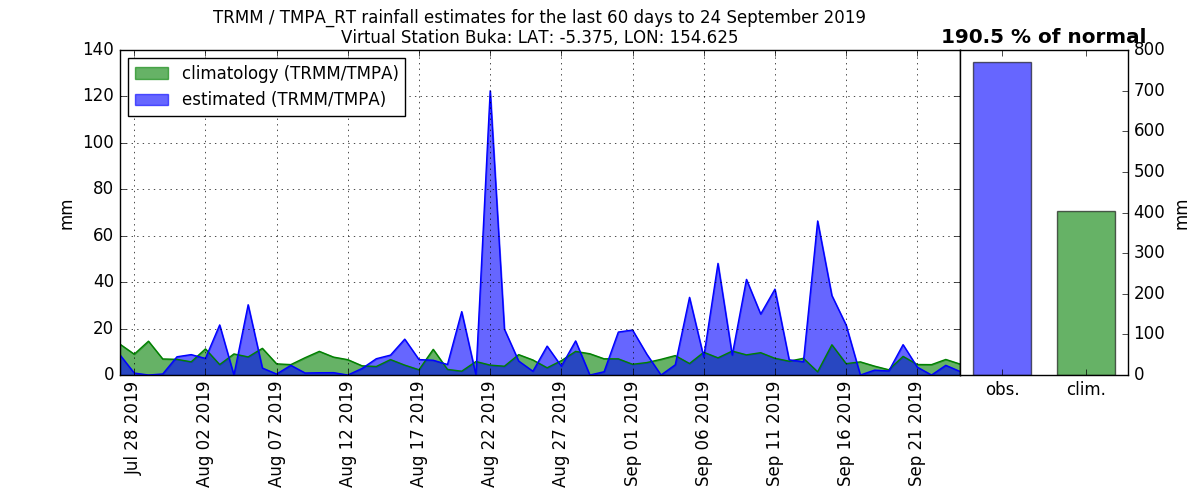 TRMM / TMPA_RT rainfall estimates for the last 60 days to 24 September 2019
Virtual Station Buka: LAT: -5.375, LON: 154.625
190.5 % of normal
climatology (TRMM/TMPA)
estimated (TRMM/TMPA)
mm
140
120
100
80
60
40
20
0
Jul 28 2019
Aug 02 2019
Aug 07 2019
Aug 12 2019
Aug 17 2019
Aug 22 2019
Aug 27 2019
Sep 01 2019
Sep 06 2019
Sep 11 2019
Sep 16 2019
Sep 21 2019
800
700
600
500
400
300
200
100
0
mm
obs.
clim.